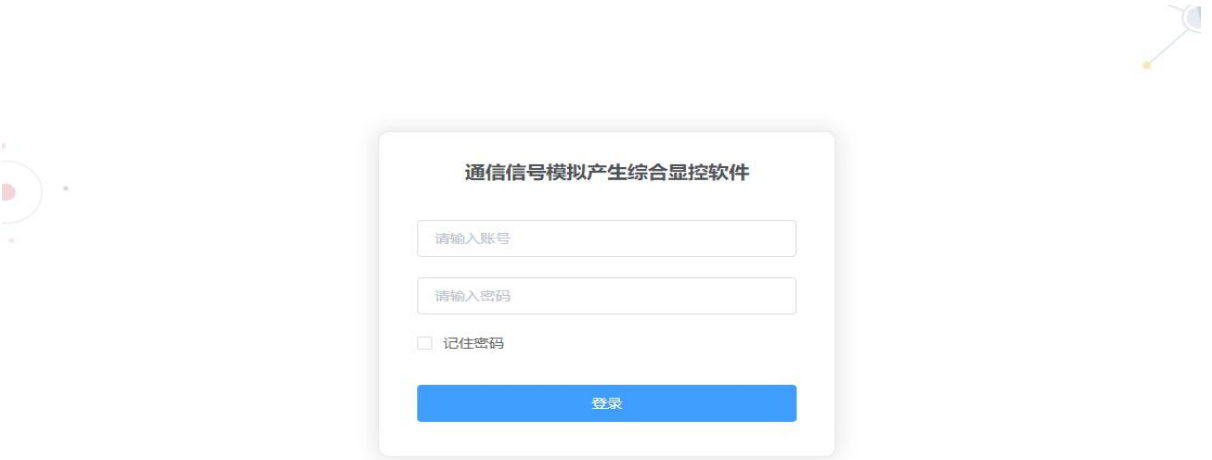 通信信号模拟产生综合显控软件
请输入账号
请输入密码
记住密码
登录